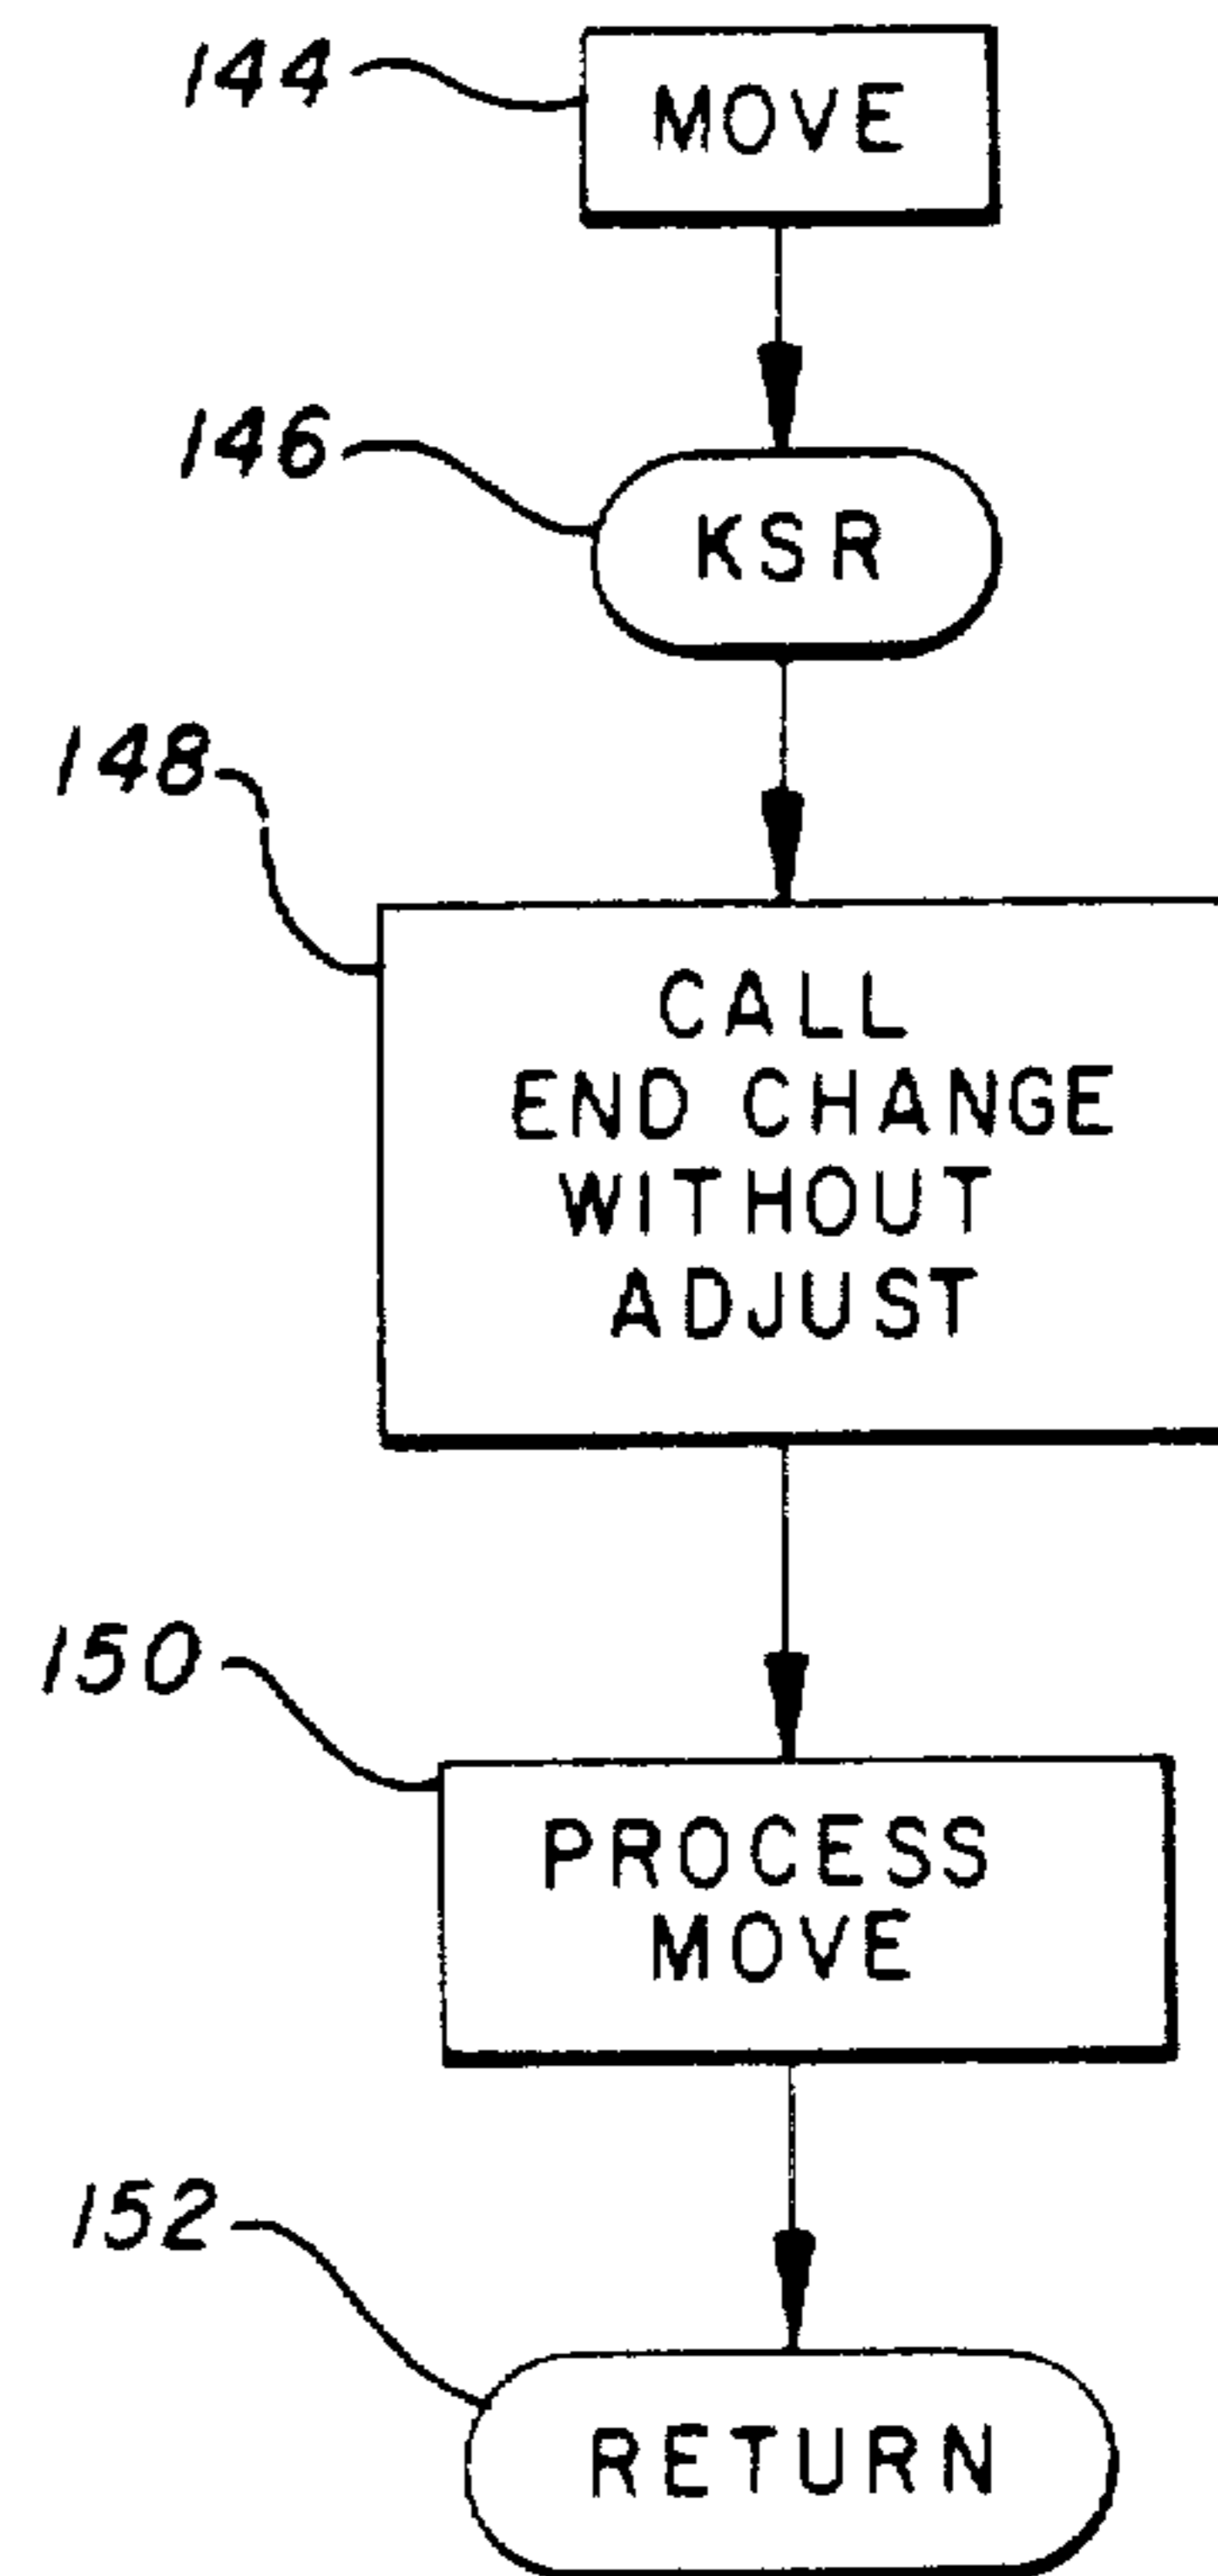 144
MOVE
146
KSR
148
CALL
END CHANGE
WITHOUT
ADJUST
150
PROCESS
MOVE
152
RETURN